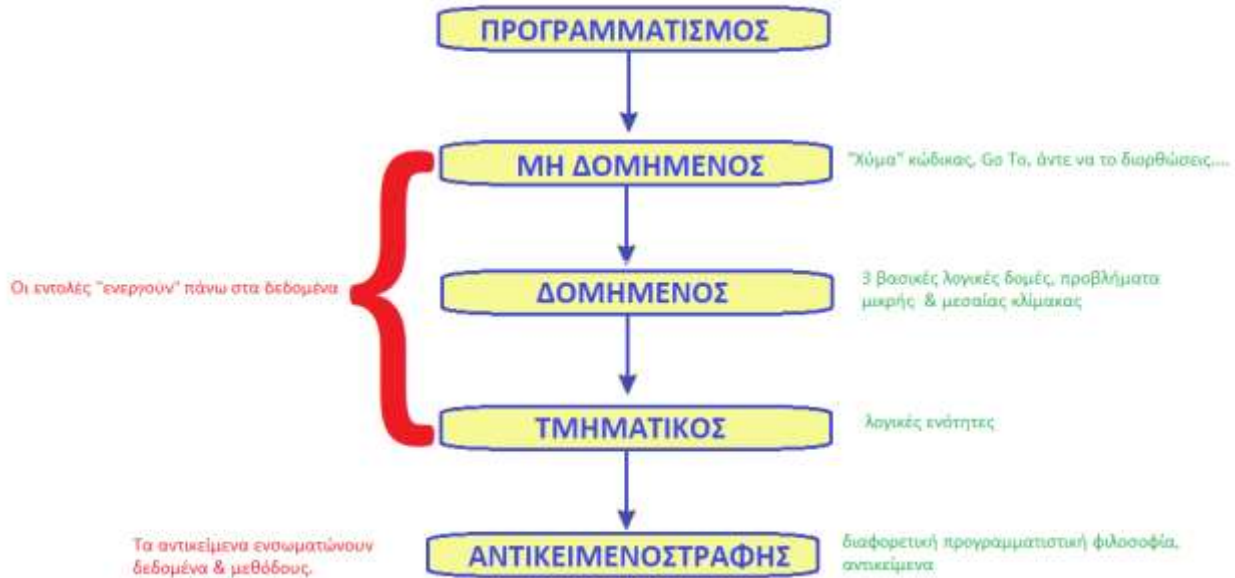 ΠΡΟΓΡΑΜΜΑΤΙΣΜΟΣ
ΜΗ ΔΟΜΗΜΕΝΟΣ
"Χύμα" κώδικας, Go To, άντε να το διορθώσεις....
Οι εντολές "ενεργούν" πάνω στα δεδομένα
ΔΟΜΗΜΕΝΟΣ
3 βασικές λογικές δομές, προβλήματα
μικρής & μεσαίας κλίμακας
ΤΜΗΜΑΤΙΚΟΣ
λογικές ενότητες
Τα αντικείμενα ενσωματώνουν
δεδομένα & μεθόδους.
ΑΝΤΙΚΕΙΜΕΝΟΣΤΡΑΦΗΣ
διαφορετική προγραμματιστική φιλοσοφία,
αντικείμενα